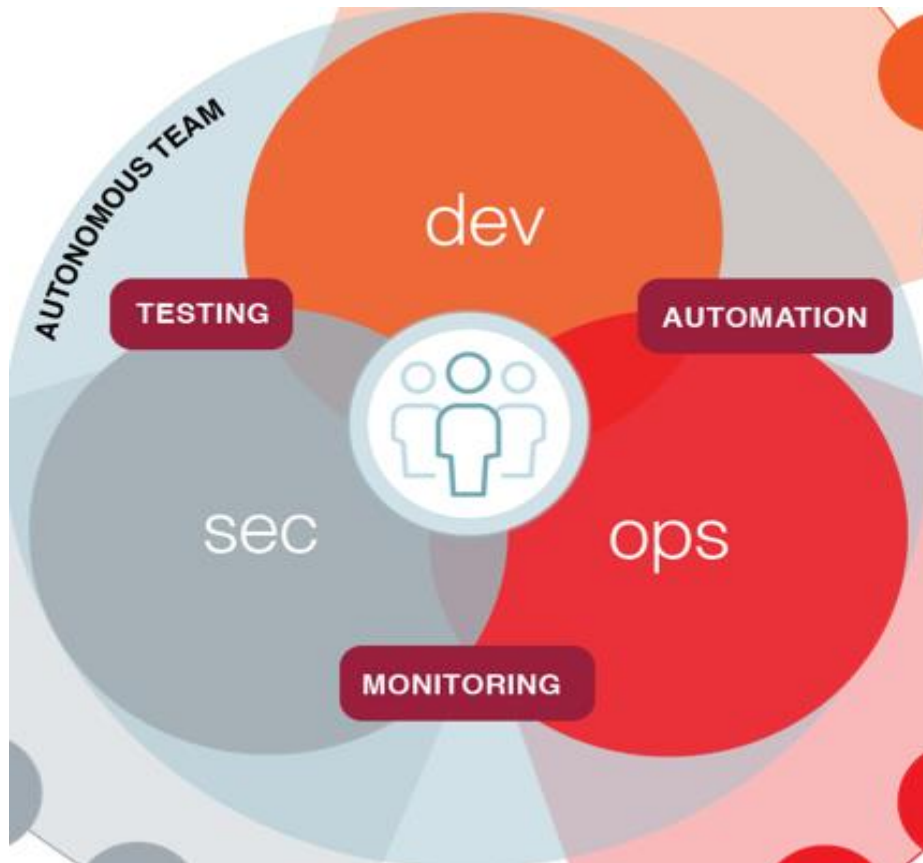 AUTONOMOUS TEAM
dev
TESTING
AUTOMATION
sec
ops
MONITORING